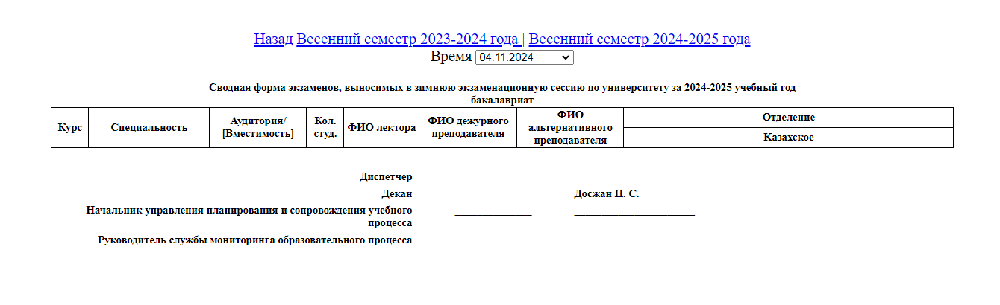 Назад Весенний семестр 2023-2024 года | Весенний семестр 2024-2025 года
Время 04.11.2024
Сводная форма экзаменов, выносимых в зимнюю экзаменационную сессию по университету за 2024-2025 учебный год
бакалавриат
Курс
Специальность
Аудитория/
[Вместимость]
Кол.
студ.
ФИО лектора
ФИО дежурного
преподавателя
ФИО
альтернативного
преподавателя
Отделение
Казахское
Диспетчер ______________ ______________________
Декан ______________ Досжан Н. С.
Начальник управления планирования и сопровождения учебного ______________ ______________________
процесса
Руководитель службы мониторинга образовательного процесса ______________ ______________________